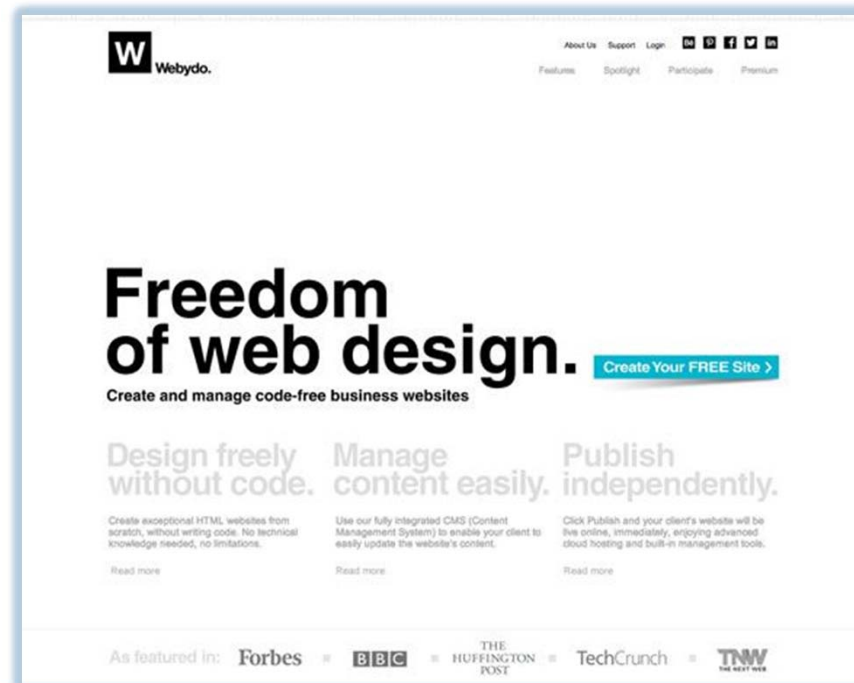 W Webydo.
About Us Support Login Bē P f in
Features Spotlight Participate Premium
Freedom
of web design.
Create Your FREE Site >
Create and manage code-free business websites
Design freely
without code.
Create exceptional HTML websites from
scratch, without writing code. No technical
knowledge needed, no limitations.
Read more
Manage
content easily.
Use our fully integrated CMS (Content
Management System) to enable your client to
easily update the website's content.
Read more
Publish
independently.
Click Publish and your client's website will be
live online, immediately, enjoying advanced
cloud hosting and built-in management tools.
Read more
As featured in: Forbes BBC THE
HUFFINGTON
POST
TechCrunch TNW
THE NEXT WEB